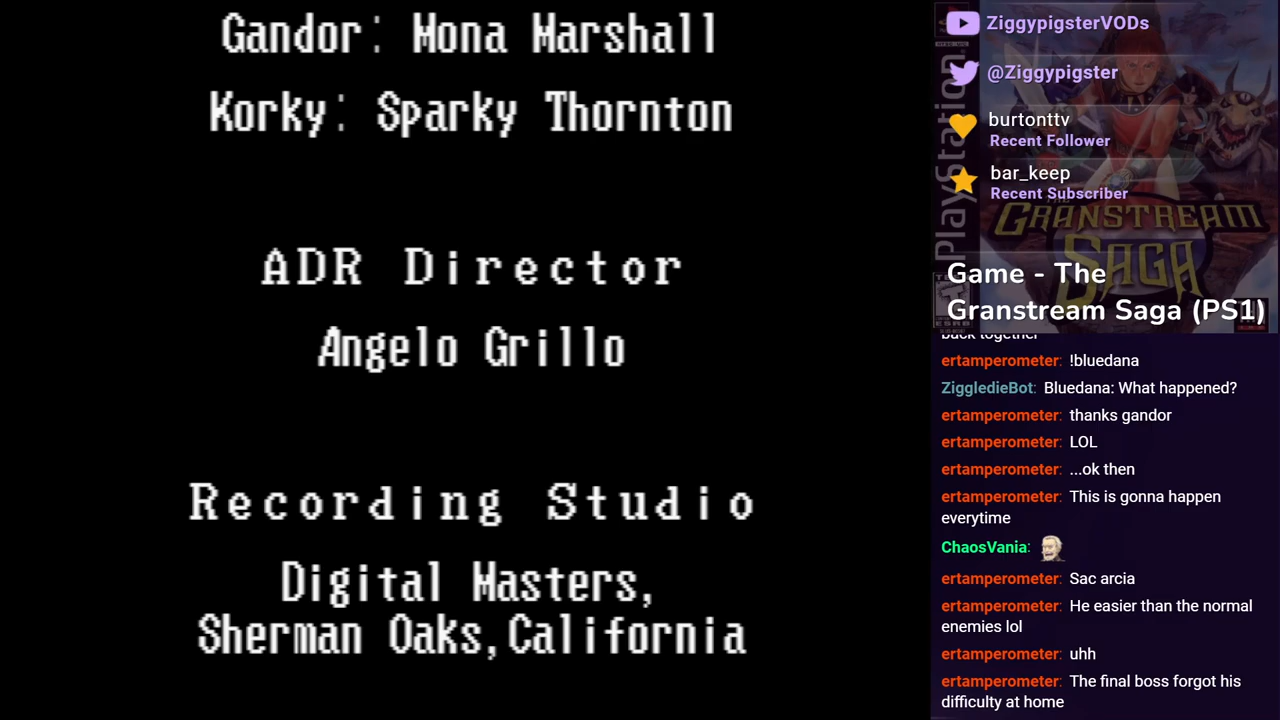 Gandor: Mona Marshall
Korky: Sparky Thornton
ADR Director
Angelo Grillo
Recording Studio
Digital Masters,
Sherman Oaks,California
ZiggypigsterVODs
@Ziggypigster
burtonttv
Recent Follower
bar_keep
Recent Subscriber
PlayStation
THE
GRANSTREAM
SAGA
Game - The
Granstream Saga (PS1)
back together
ertamperometer: !bluedana
ZiggledieBot: Bluedana: What happened?
ertamperometer: thanks gandor
ertamperometer: LOL
ertamperometer: ...ok then
ertamperometer: This is gonna happen
everytime
ChaosVania:
ertamperometer: Sac arcia
ertamperometer: He easier than the normal
enemies lol
ertamperometer: uhh
ertamperometer: The final boss forgot his
difficulty at home